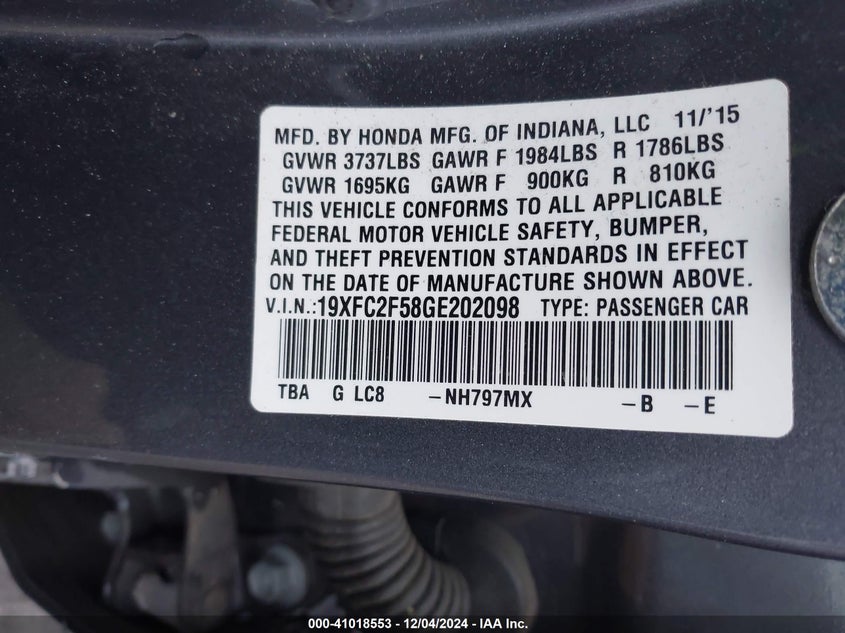 MFD. BY HONDA MFG. OF INDIANA, LLC 11/'15
GVWR 3737LBS GAWR F 1984LBS R 1786LBS
GVWR 1695KG GAWR F 900KG R 810KG
THIS VEHICLE CONFORMS TO ALL APPLICABLE
FEDERAL MOTOR VEHICLE SAFETY, BUMPER,
AND THEFT PREVENTION STANDARDS IN EFFECT
ON THE DATE OF MANUFACTURE SHOWN ABOVE.
V.I.N.:19XFC2F58GE202098 TYPE: PASSENGER CAR
TBA G LC8 -NH797MX -B -E
000-41018553 - 12/04/2024 - IAA Inc.